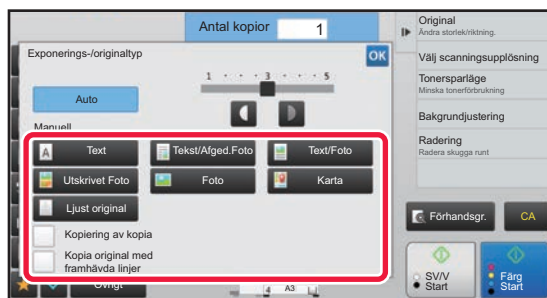 Antal kopior 1
Exponerings-/originaltyp
OK
1 · · · 3 · · · 5
Auto
Manuell
A Text
Tekst/Afged.Foto
Text/Foto
Utskrivet Foto
Foto
Karta
Ljust original
Kopiering av kopia
Kopia original med
framhävda linjer
Övrigt
4
A3
Original
Ändra storlek/riktning.
Välj scanningsupplösning
Tonersparläge
Minska tonerförbrukning
Bakgrundjustering
Radering
Radera skugga runt
Förhandsgr.
CA
SV/V
Start
Färg
Start